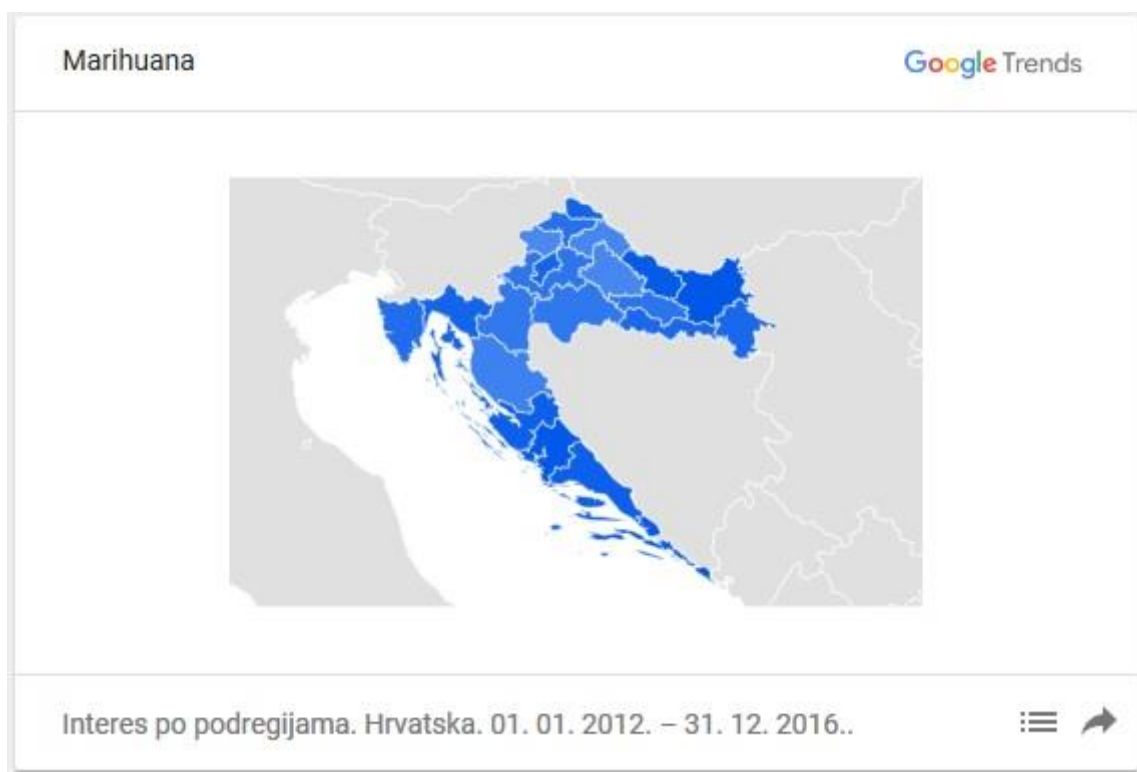 Marihuana
Google Trends
Interes po podregijama. Hrvatska. 01. 01. 2012. – 31. 12. 2016..